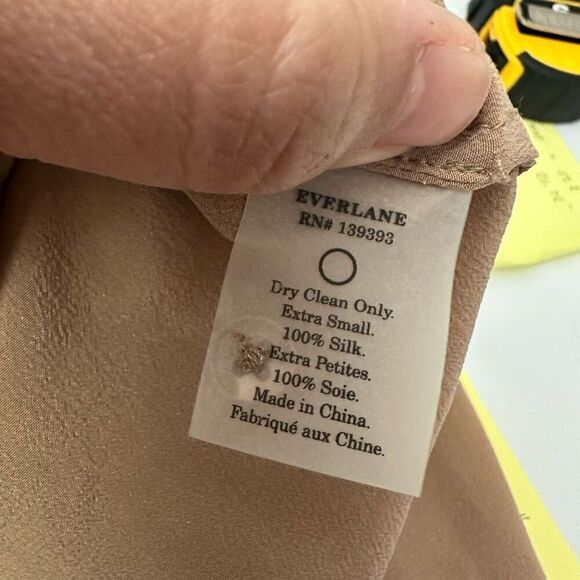 EVERLANE
RN# 139393
Dry Clean Only.
Extra Small.
100% Silk.
Extra Petites.
100% Soie.
Made in China.
Fabriqué aux Chine.